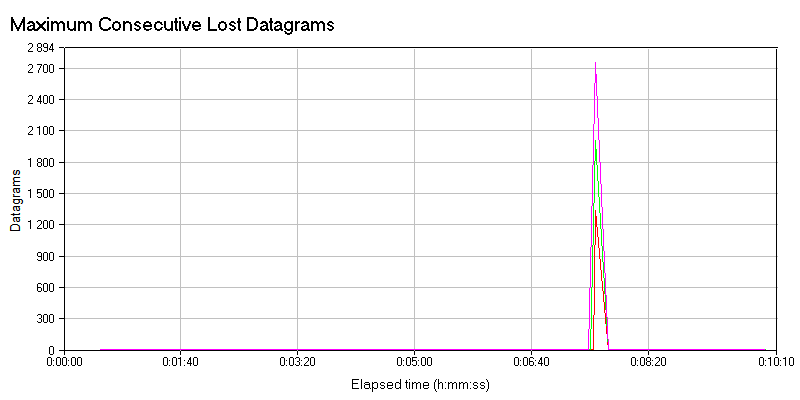 Maximum Consecutive Lost Datagrams
2 894
2 700
2 400
2 100
1 800
1 500
1 200
900
600
300
0
Datagrams
0:00:00 0:01:40 0:03:20 0:05:00 0:06:40 0:08:20 0:10:10
Elapsed time (h:mm:ss)